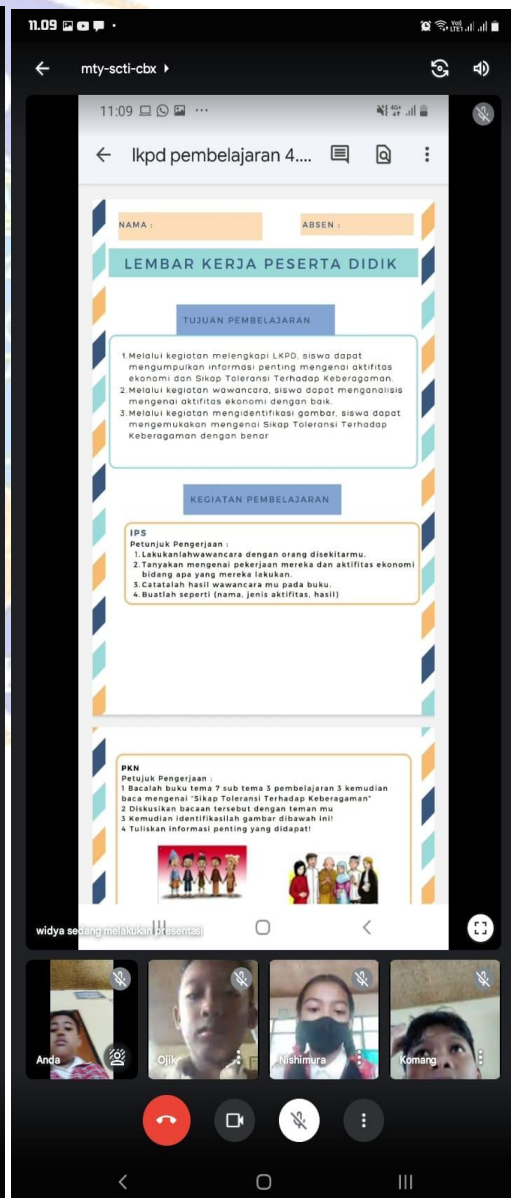 11.09
mty-scti-cbx
11:09
lkpd pembelajaran 4....
NAMA :
ABSEN :
LEMBAR KERJA PESERTA DIDIK
TUJUAN PEMBELAJARAN
1.Melalui kegiatan melengkapi LKPD, siswa dapat
mengumpulkan informasi penting mengenai aktifitas
ekonomi dan Sikap Toleransi Terhadap Keberagaman.
2.Melalui kegiatan wawancara, siswa dapat menganalisis
mengenai aktifitas ekonomi dengan baik.
3.Melalui kegiatan mengidentifikasi gambar, siswa dapat
mengemukakan mengenai Sikap Toleransi Terhadap
Keberagaman dengan benar
KEGIATAN PEMBELAJARAN
IPS
Petunjuk Pengerjaan :
1.Lakukanlahwawancara dengan orang disekitarmu.
2.Tanyakan mengenai pekerjaan mereka dan aktifitas ekonomi
bidang apa yang mereka lakukan.
3.Catatalah hasil wawancara mu pada buku.
4.Buatlah seperti (nama, jenis aktifitas, hasil)
PKN
Petujuk Pengerjaan :
1 Bacalah buku tema 7 sub tema 3 pembelajaran 3 kemudian
baca mengenai "Sikap Toleransi Terhadap Keberagaman"
2 Diskusikan bacaan tersebut dengan teman mu
3 Kemudian identifikasilah gambar dibawah ini!
4 Tuliskan informasi penting yang didapat!
widya sedang melakukan presentasi
Anda
Ojik
Nishimura
Komang